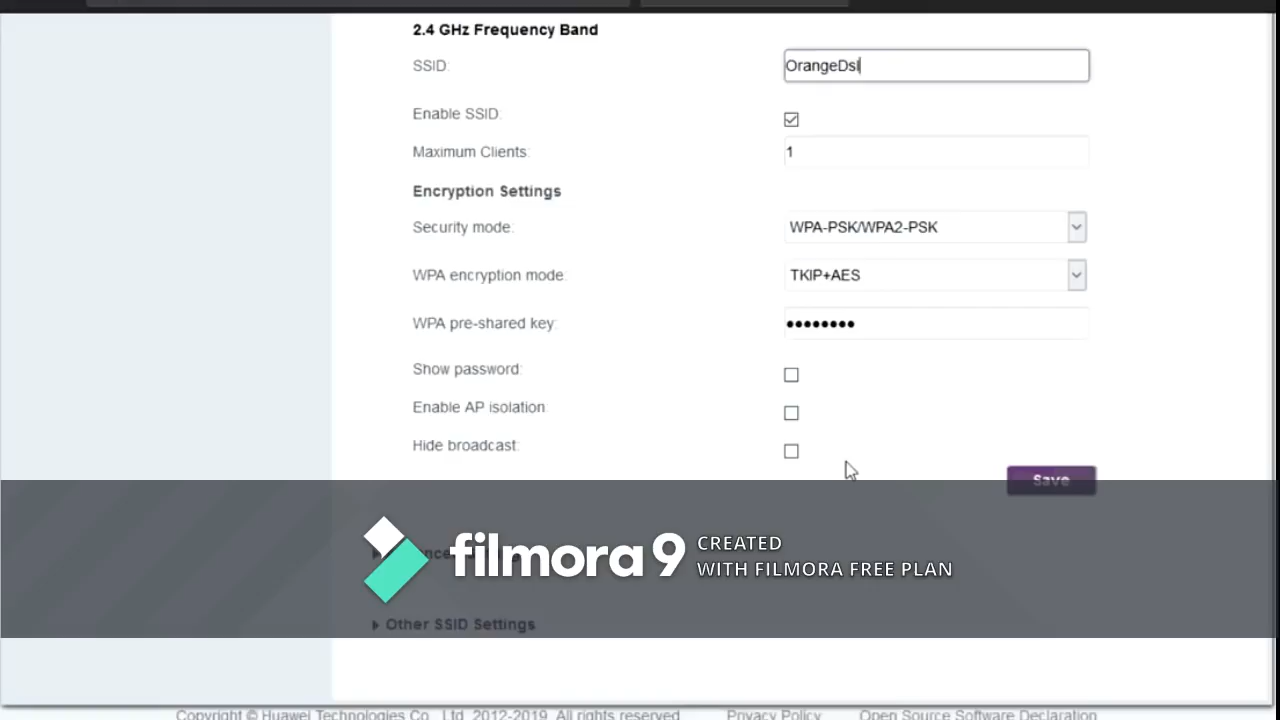 2.4 GHz Frequency Band
SSID: OrangeDsl
Enable SSID:
Maximum Clients: 1
Encryption Settings
Security mode: WPA-PSK/WPA2-PSK
WPA encryption mode: TKIP+AES
WPA pre-shared key: ••••••••
Show password:
Enable AP isolation:
Hide broadcast:
Save
filmora9 CREATED
WITH FILMORA FREE PLAN
Other SSID Settings
Copyright © Huawei Technologies Co., Ltd. 2012-2019. All rights reserved. Privacy Policy Open Source Software Declaration